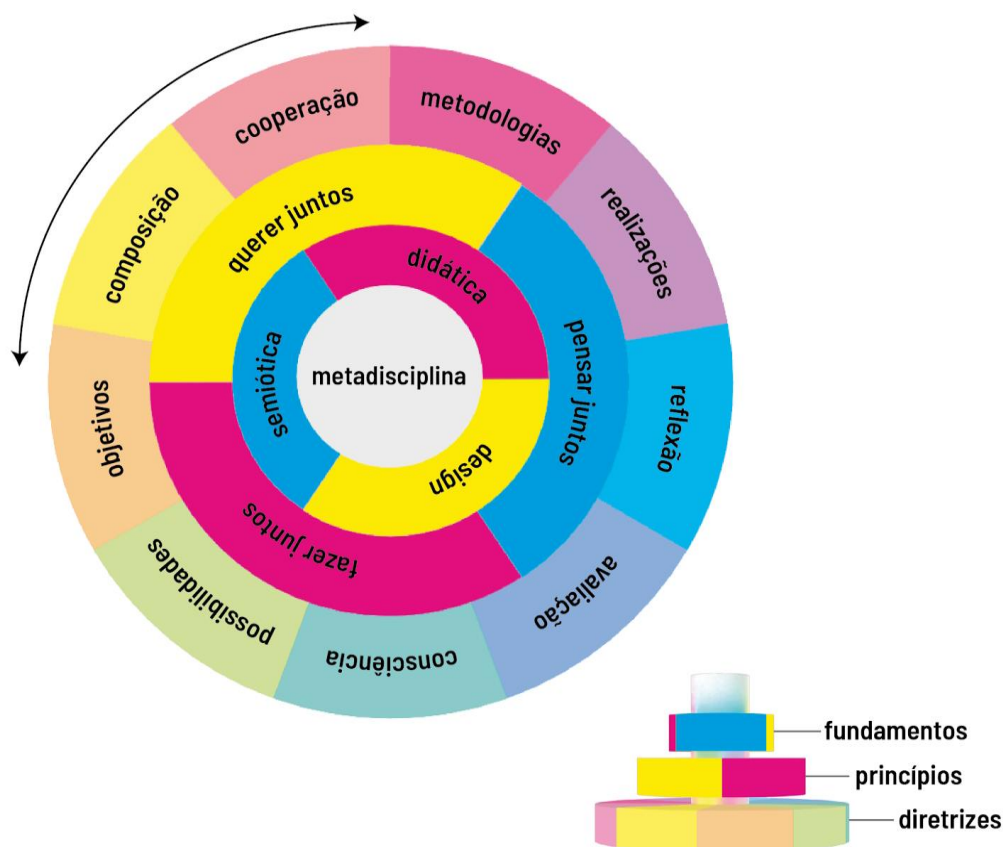 cooperação
metodologias
realizações
reflexão
avaliação
consciência
possibilidades
objetivos
composição
querer juntos
pensar juntos
fazer juntos
didática
design
semiótica
metadisciplina
fundamentos
princípios
diretrizes